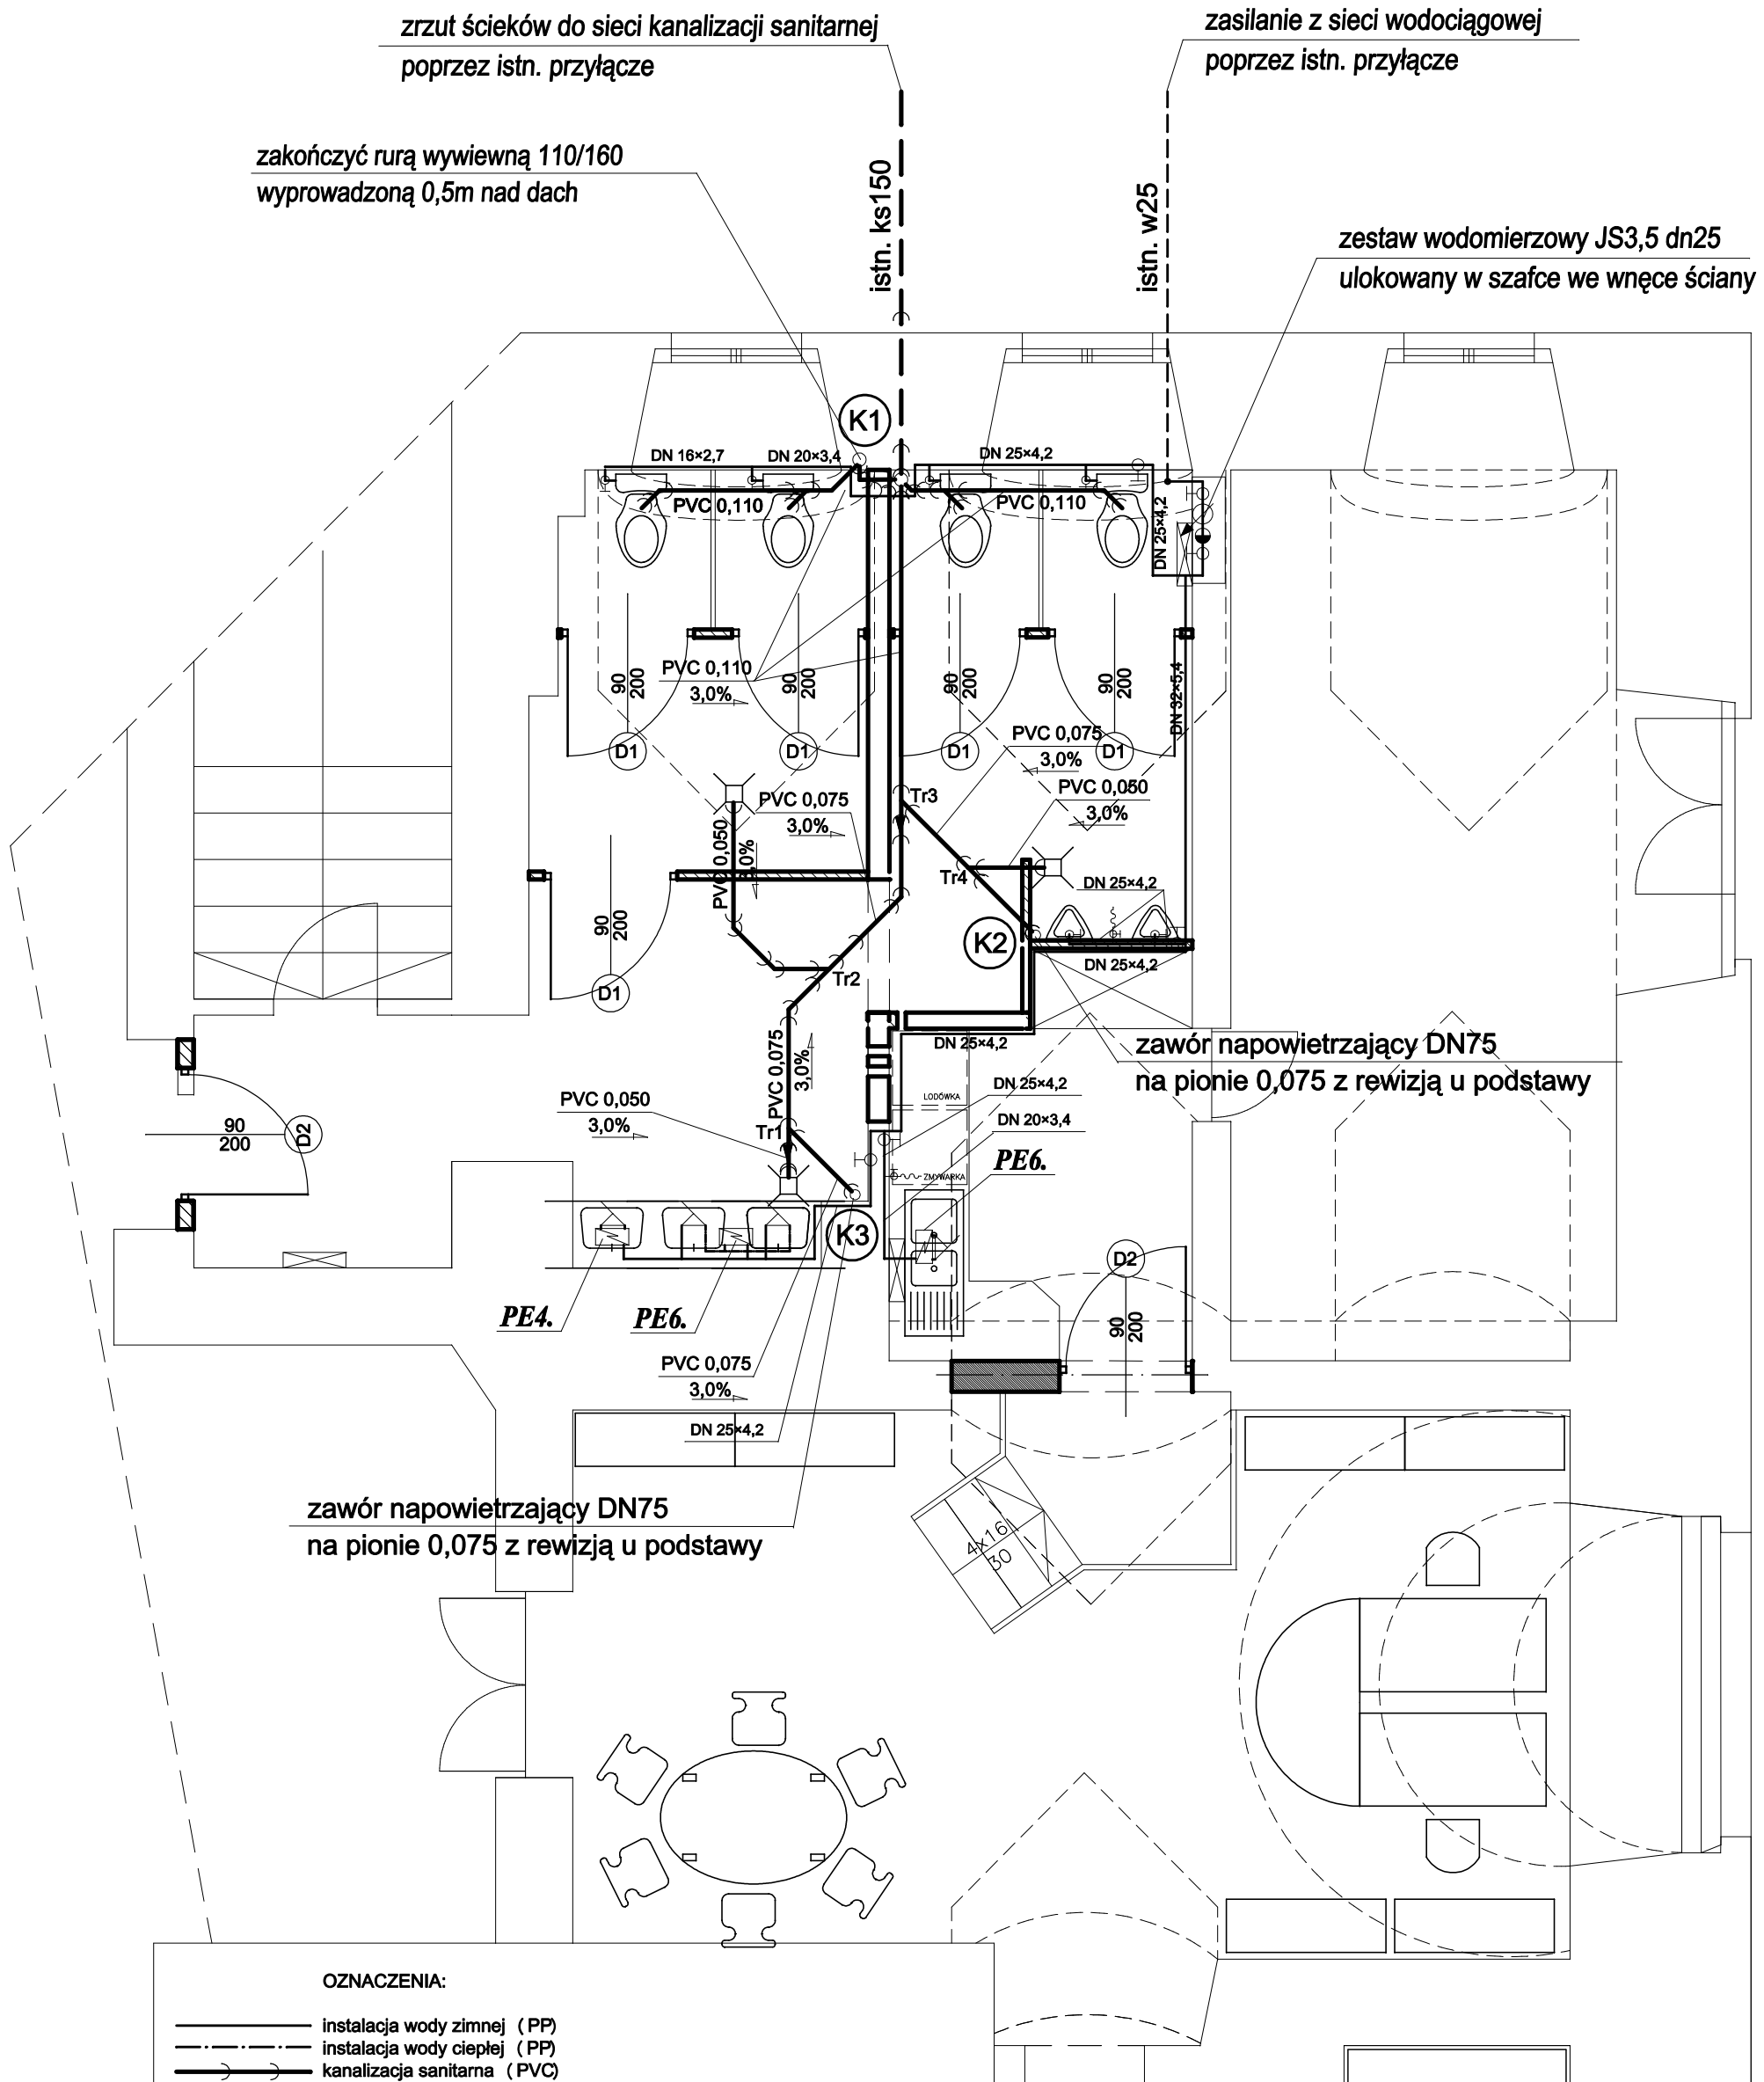 zrzut ścieków do sieci kanalizacji sanitarnej
poprzez istn. przyłącze
zasilanie z sieci wodociągowej
poprzez istn. przyłącze
zakończyć rurą wywiewną 110/160
wyprowadzoną 0,5m nad dach
istn. ks150
istn. w25
zestaw wodomierzowy JS3,5 dn25
ulokowany w szafce we wnęce ściany
K1
DN 16×2,7
DN 20×3,4
DN 25×4,2
PVC 0,110
PVC 0,110
DN 25×4,2
PVC 0,110
3,0%
90
200
90
200
90
200
90
200
DN 32×5,4
D1
D1
D1
D1
PVC 0,075
3,0%
PVC 0,050
3,0%
Tr3
PVC 0,075
3,0%
PVC 0,050
3,0%
Tr4
DN 25×4,2
90
200
D1
K2
DN 25×4,2
Tr2
DN 25×4,2
zawór napowietrzający DN75
na pionie 0,075 z rewizją u podstawy
PVC 0,075
3,0%
LODÓWKA
DN 25×4,2
PVC 0,050
3,0%
Tr1
DN 20×3,4
90
200
D2
PE6.
ZMYWARKA
K3
D2
90
200
PE4.
PE6.
PVC 0,075
3,0%
DN 25×4,2
zawór napowietrzający DN75
na pionie 0,075 z rewizją u podstawy
4x16
30
OZNACZENIA:
instalacja wody zimnej ( PP)
instalacja wody ciepłej ( PP)
kanalizacja sanitarna ( PVC)